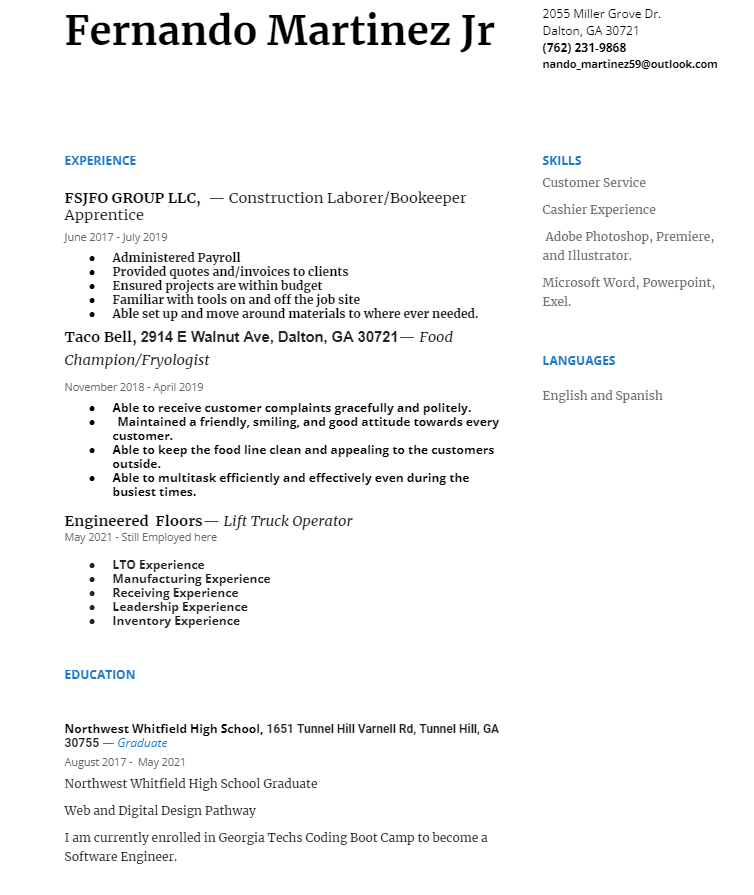 Fernando Martinez Jr
2055 Miller Grove Dr.
Dalton, GA 30721
(762) 231-9868
nando_martinez59@outlook.com
EXPERIENCE
FSJFO GROUP LLC,  — Construction Laborer/Bookeeper
Apprentice
June 2017 - July 2019
● Administered Payroll
● Provided quotes and/invoices to clients
● Ensured projects are within budget
● Familiar with tools on and off the job site
● Able set up and move around materials to where ever needed.
Taco Bell, 2914 E Walnut Ave, Dalton, GA 30721— Food
Champion/Fryologist
November 2018 - April 2019
● Able to receive customer complaints gracefully and politely.
● Maintained a friendly, smiling, and good attitude towards every
customer.
● Able to keep the food line clean and appealing to the customers
outside.
● Able to multitask efficiently and effectively even during the
busiest times.
Engineered  Floors— Lift Truck Operator
May 2021 - Still Employed here
● LTO Experience
● Manufacturing Experience
● Receiving Experience
● Leadership Experience
● Inventory Experience
EDUCATION
Northwest Whitfield High School, 1651 Tunnel Hill Varnell Rd, Tunnel Hill, GA
30755 — Graduate
August 2017 -  May 2021
Northwest Whitfield High School Graduate
Web and Digital Design Pathway
I am currently enrolled in Georgia Techs Coding Boot Camp to become a
Software Engineer.
SKILLS
Customer Service
Cashier Experience
Adobe Photoshop, Premiere,
and Illustrator.
Microsoft Word, Powerpoint,
Exel.
LANGUAGES
English and Spanish